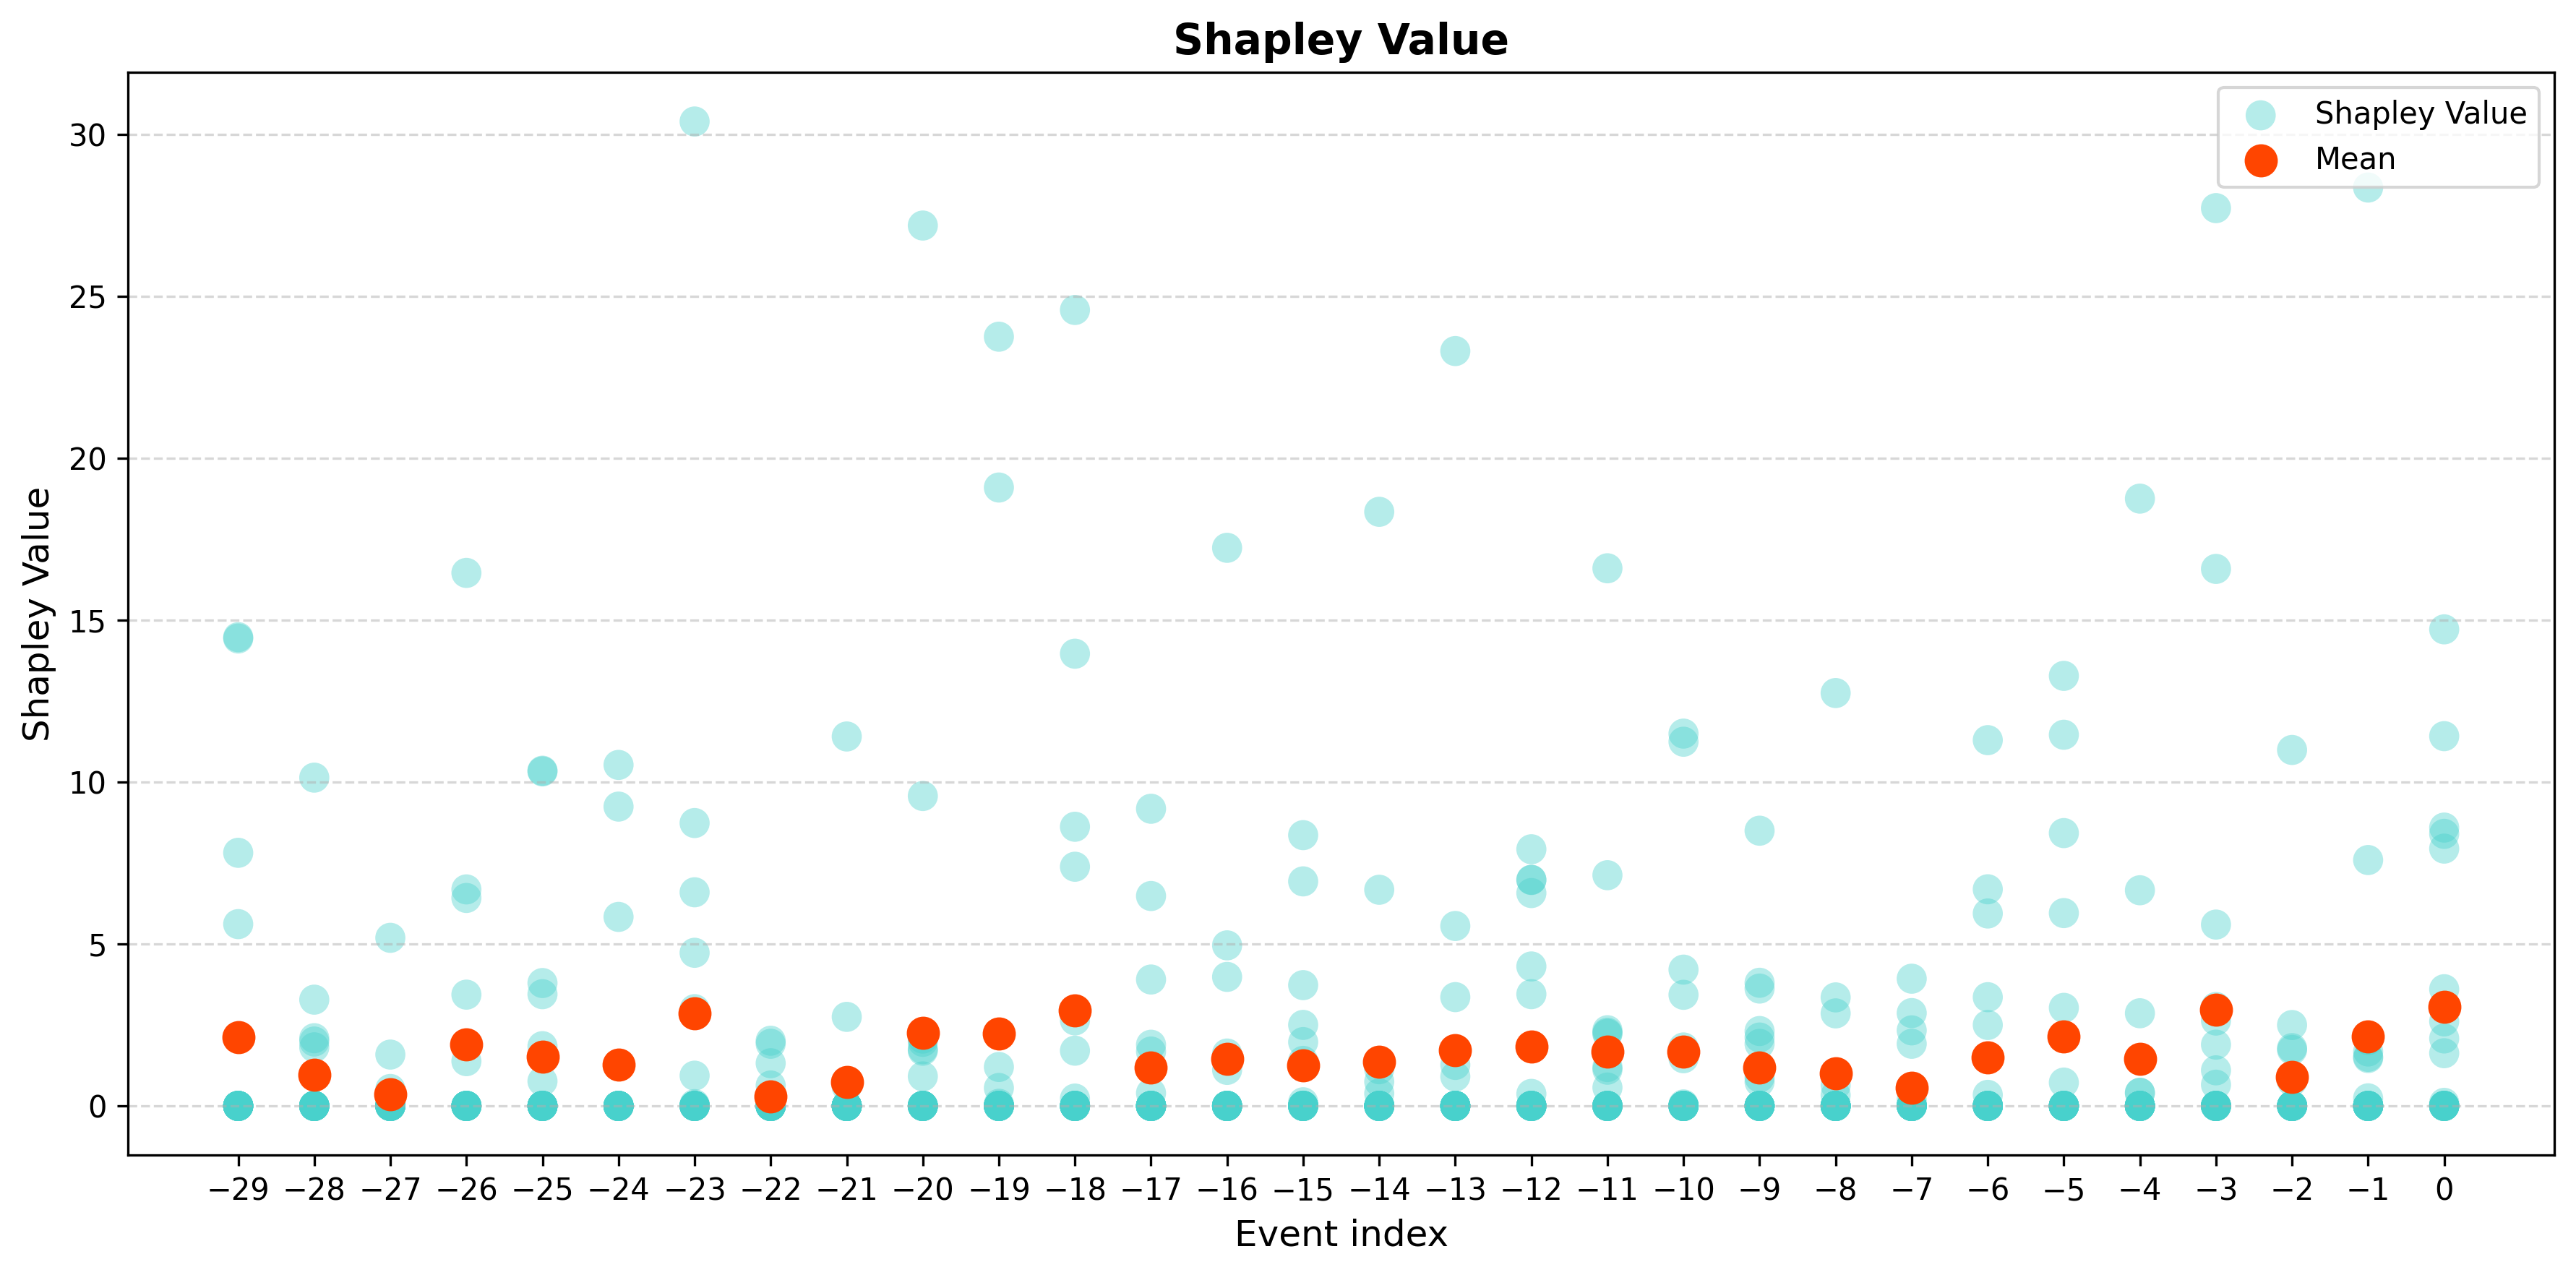 Shapley Value
Shapley Value
Mean
30
25
20
15
10
5
0
Shapley Value
−29 −28 −27 −26 −25 −24 −23 −22 −21 −20 −19 −18 −17 −16 −15 −14 −13 −12 −11 −10 −9 −8 −7 −6 −5 −4 −3 −2 −1 0
Event index